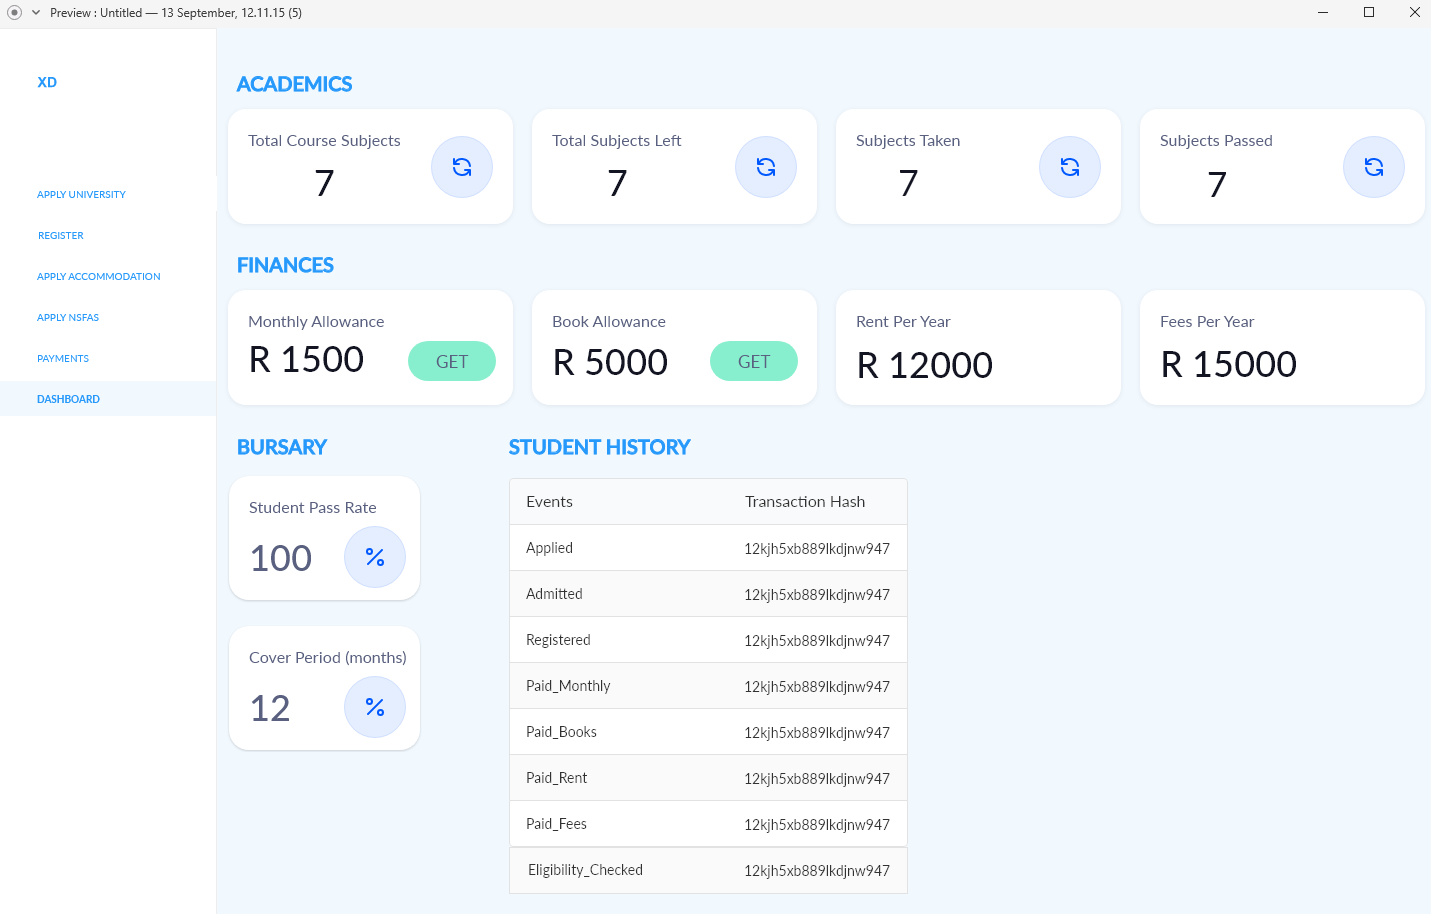 Preview : Untitled — 13 September, 12.11.15 (5)
XD
APPLY UNIVERSITY
REGISTER
APPLY ACCOMMODATION
APPLY NSFAS
PAYMENTS
DASHBOARD
ACADEMICS
Total Course Subjects
7
Total Subjects Left
7
Subjects Taken
7
Subjects Passed
7
FINANCES
Monthly Allowance
R 1500
GET
Book Allowance
R 5000
GET
Rent Per Year
R 12000
Fees Per Year
R 15000
BURSARY
Student Pass Rate
100 %
Cover Period (months)
12 %
STUDENT HISTORY
Events Transaction Hash
Applied 12kjh5xb889lkdjnw947
Admitted 12kjh5xb889lkdjnw947
Registered 12kjh5xb889lkdjnw947
Paid_Monthly 12kjh5xb889lkdjnw947
Paid_Books 12kjh5xb889lkdjnw947
Paid_Rent 12kjh5xb889lkdjnw947
Paid_Fees 12kjh5xb889lkdjnw947
Eligibility_Checked 12kjh5xb889lkdjnw947